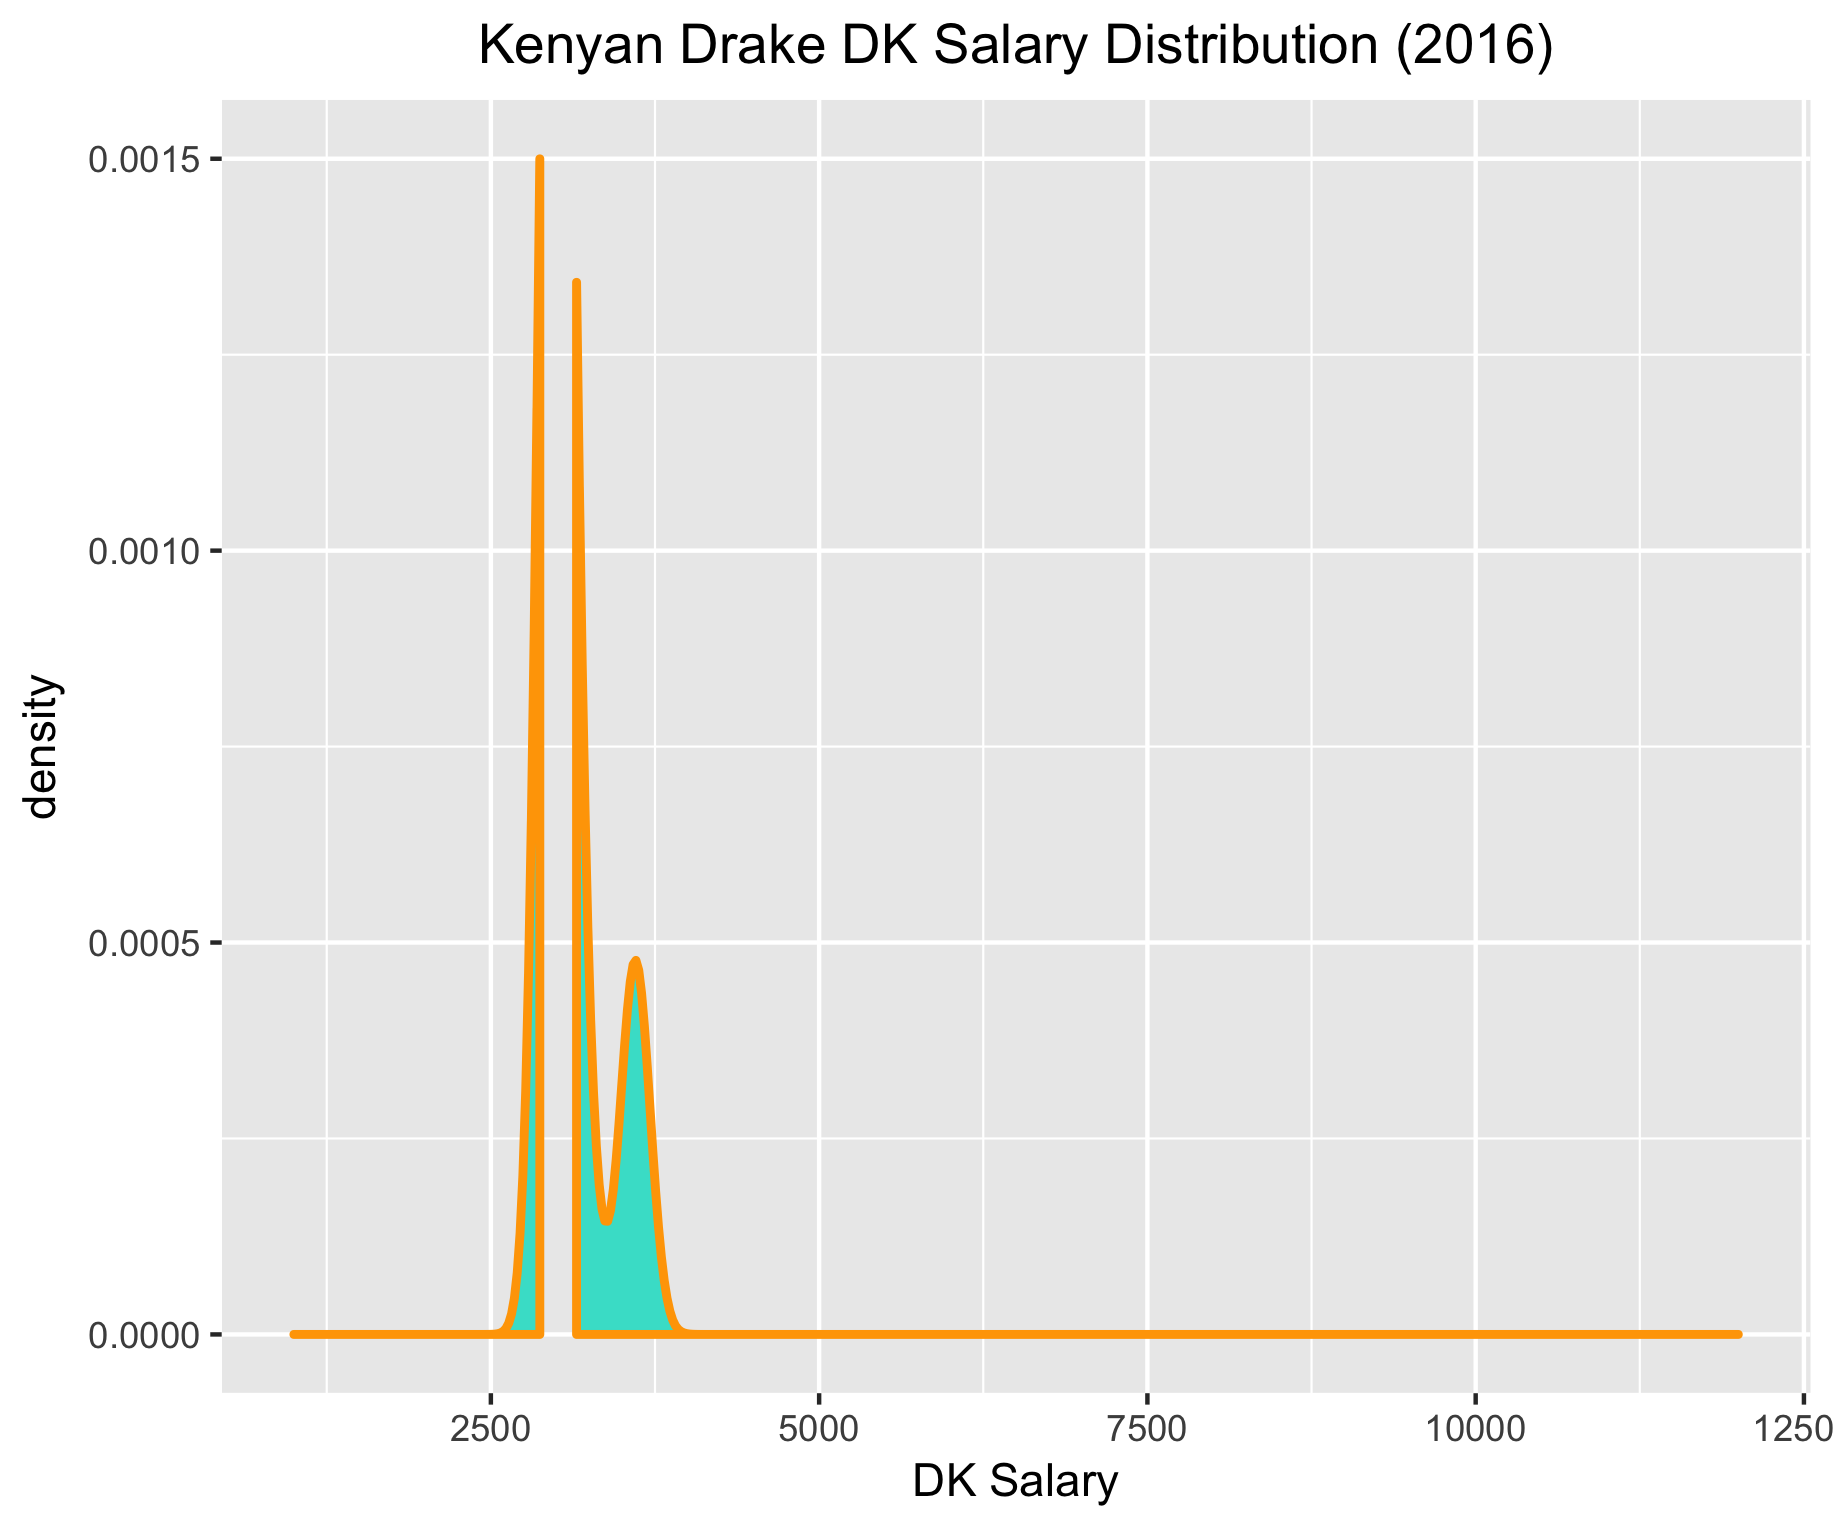 Kenyan Drake DK Salary Distribution (2016)
0.0015
0.0010
0.0005
0.0000
density
2500 5000 7500 10000 1250
DK Salary